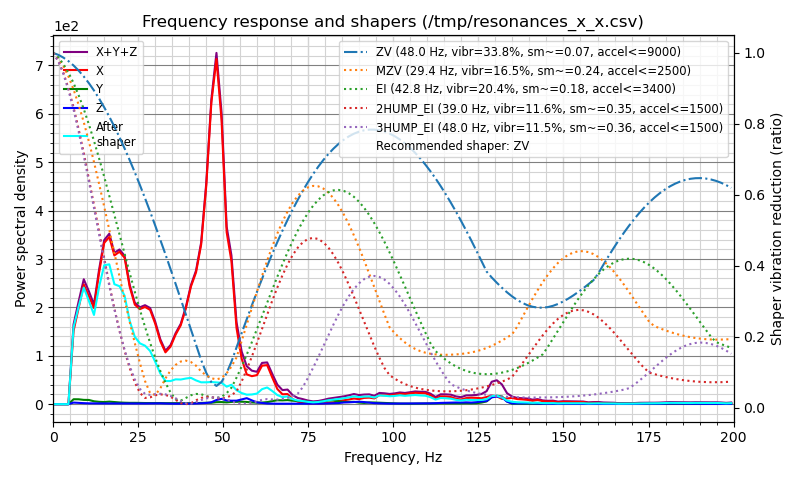 Frequency response and shapers (/tmp/resonances_x_x.csv)
1e2
X+Y+Z
X
Y
Z
After
shaper
ZV (48.0 Hz, vibr=33.8%, sm~=0.07, accel<=9000)
MZV (29.4 Hz, vibr=16.5%, sm~=0.24, accel<=2500)
EI (42.8 Hz, vibr=20.4%, sm~=0.18, accel<=3400)
2HUMP_EI (39.0 Hz, vibr=11.6%, sm~=0.35, accel<=1500)
3HUMP_EI (48.0 Hz, vibr=11.5%, sm~=0.36, accel<=1500)
Recommended shaper: ZV
Power spectral density
7
6
5
4
3
2
1
0
1.0
0.8
0.6
0.4
0.2
0.0
Shaper vibration reduction (ratio)
0 25 50 75 100 125 150 175 200
Frequency, Hz